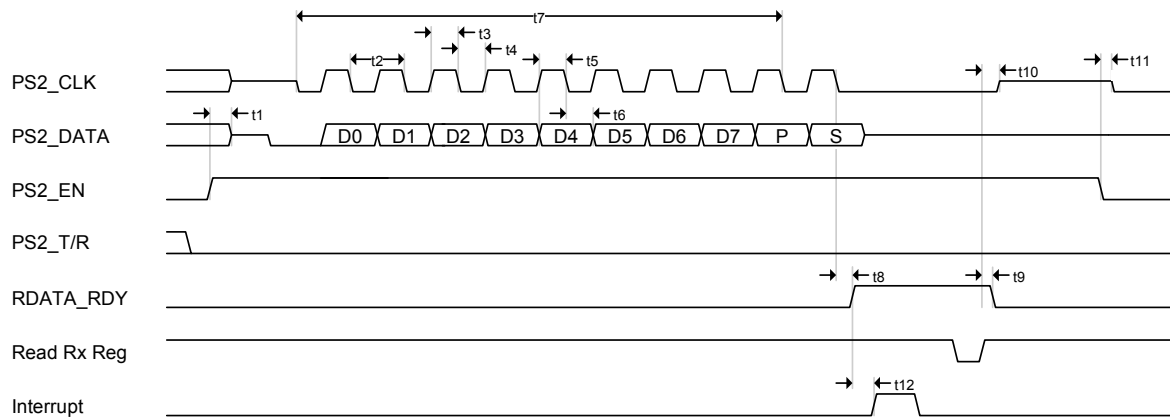 t7
t3
t2
t4
t5
PS2_CLK
t10
t11
t1
t6
PS2_DATA
D0 D1 D2 D3 D4 D5 D6 D7 P S
PS2_EN
PS2_T/R
t8
t9
RDATA_RDY
Read Rx Reg
t12
Interrupt